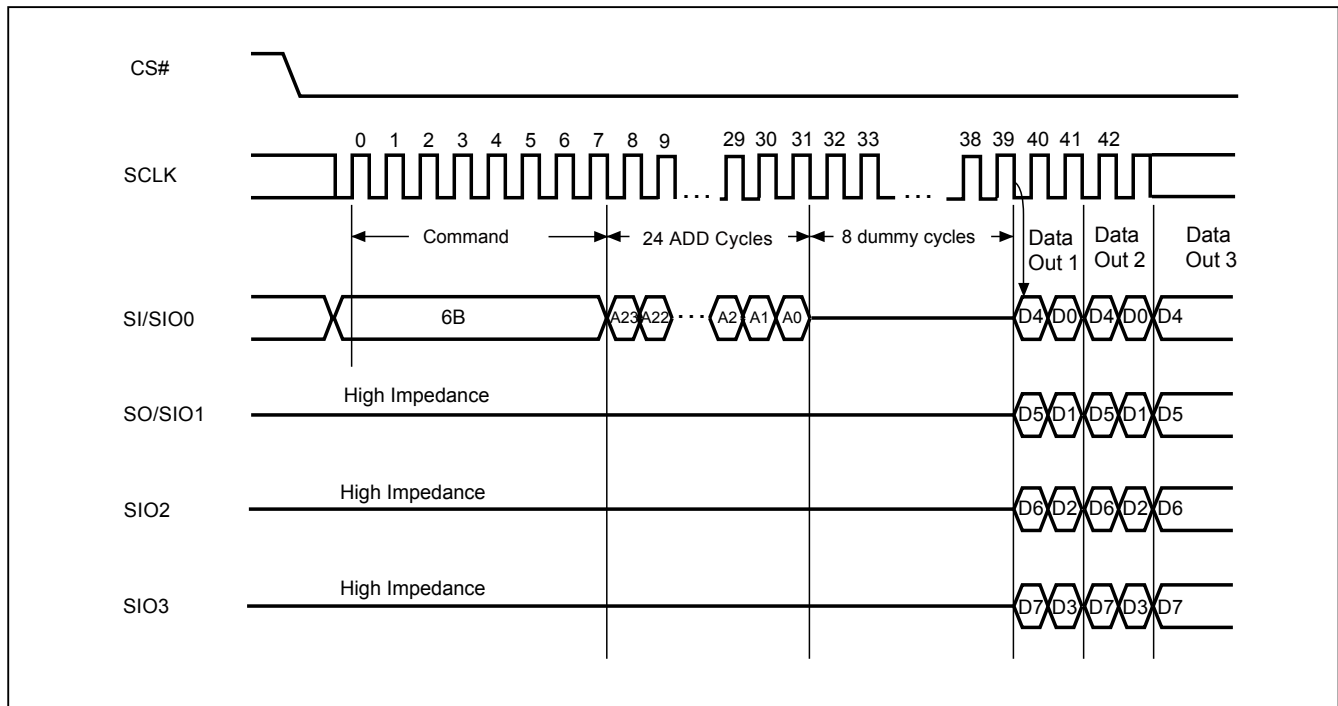 CS#
0 1 2 3 4 5 6 7 8 9 29 30 31 32 33 38 39 40 41 42
SCLK
. . . . . .
Command 24 ADD Cycles 8 dummy cycles Data Out 1 Data Out 2 Data Out 3
SI/SIO0 6B A23 A22 . . . A2 A1 A0 D4 D0 D4 D0 D4
High Impedance
SO/SIO1 D5 D1 D5 D1 D5
High Impedance
SIO2 D6 D2 D6 D2 D6
High Impedance
SIO3 D7 D3 D7 D3 D7